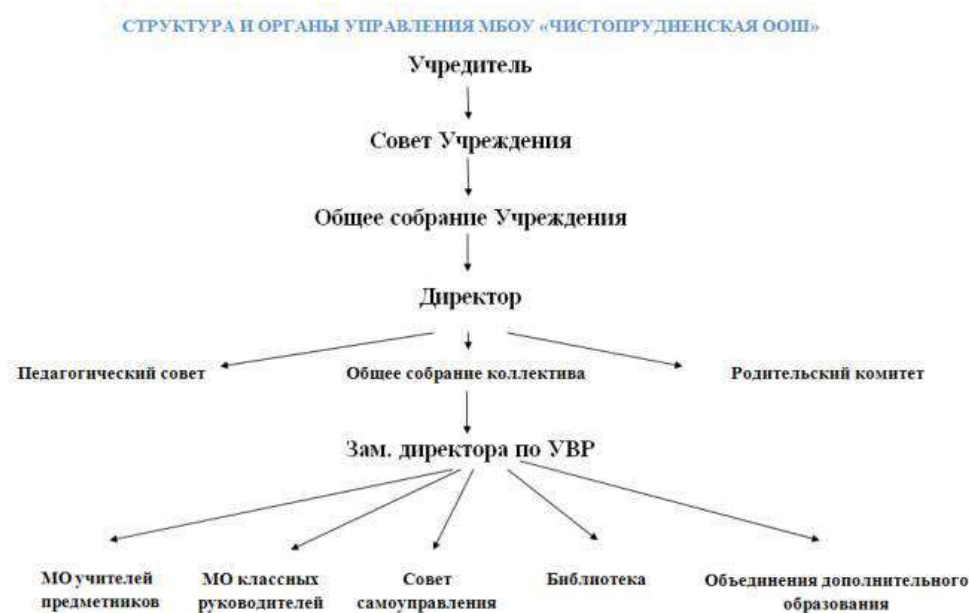 СТРУКТУРА И ОРГАНЫ УПРАВЛЕНИЯ МБОУ «ЧИСТОПРУДНЕНСКАЯ ООШ»
Учредитель
Совет Учреждения
Общее собрание Учреждения
Директор
Педагогический совет
Общее собрание коллектива
Родительский комитет
Зам. директора по УВР
МО учителей
предметников
МО классных
руководителей
Совет
самоуправления
Библиотека
Объединения дополнительного
образования